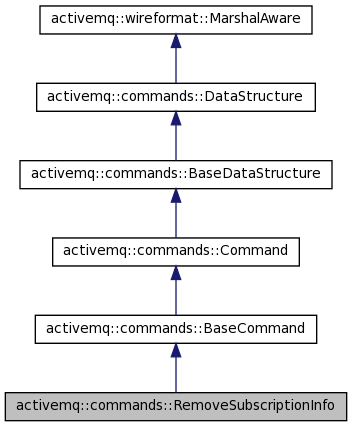 activemq::wireformat::MarshalAware
activemq::commands::DataStructure
activemq::commands::BaseDataStructure
activemq::commands::Command
activemq::commands::BaseCommand
activemq::commands::RemoveSubscriptionInfo